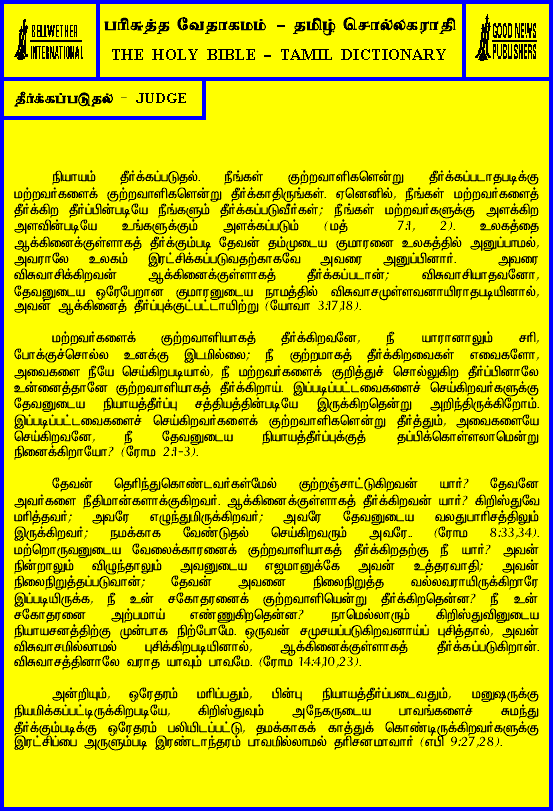 BELLWETHER
INTERNATIONAL
பரிசுத்த வேதாகமம் - தமிழ் சொல்லகராதி
THE HOLY BIBLE - TAMIL DICTIONARY
GOOD NEWS
PUBLISHERS
தீர்க்கப்படுதல் - JUDGE
நியாயம் தீர்க்கப்படுதல். நீங்கள் குற்றவாளிகளென்று தீர்க்கப்படாதபடிக்கு
மற்றவர்களைக் குற்றவாளிகளென்று தீர்க்காதிருங்கள். ஏனெனில், நீங்கள் மற்றவர்களைத்
தீர்க்கிற தீர்ப்பின்படியே நீங்களும் தீர்க்கப்படுவீர்கள்; நீங்கள் மற்றவர்களுக்கு அளக்கிற
அளவின்படியே உங்களுக்கும் அளக்கப்படும் (மத் 7:1, 2). உலகத்தை
ஆக்கினைக்குள்ளாகத் தீர்க்கும்படி தேவன் தம்முடைய குமாரனை உலகத்தில் அனுப்பாமல்,
அவராலே உலகம் இரட்சிக்கப்படுவதற்காகவே அவரை அனுப்பினார். அவரை
விசுவாசிக்கிறவன் ஆக்கினைக்குள்ளாகத் தீர்க்கப்படான்; விசுவாசியாதவனோ,
தேவனுடைய ஒரேபேறான குமாரனுடைய நாமத்தில் விசுவாசமுள்ளவனாயிராதபடியினால்,
அவன் ஆக்கினைத் தீர்ப்புக்குட்பட்டாயிற்று (யோவா 3:17,18).
மற்றவர்களைக் குற்றவாளியாகத் தீர்க்கிறவனே, நீ யாரானாலும் சரி,
போக்குச்சொல்ல உனக்கு இடமில்லை; நீ குற்றமாகத் தீர்க்கிறவைகள் எவைகளோ,
அவைகளை நீயே செய்கிறபடியால், நீ மற்றவர்களைக் குறித்துச் சொல்லுகிற தீர்ப்பினாலே
உன்னைத்தானே குற்றவாளியாகத் தீர்க்கிறாய். இப்படிப்பட்டவைகளைச் செய்கிறவர்களுக்கு
தேவனுடைய நியாயத்தீர்ப்பு சத்தியத்தின்படியே இருக்கிறதென்று அறிந்திருக்கிறோம்.
இப்படிப்பட்டவைகளைச் செய்கிறவர்களைக் குற்றவாளிகளென்று தீர்த்தும், அவைகளையே
செய்கிறவனே, நீ தேவனுடைய நியாயத்தீர்ப்புக்குத் தப்பிக்கொள்ளலாமென்று
நினைக்கிறாயோ? (ரோம 2:1-3).
தேவன் தெரிந்துகொண்டவர்கள்மேல் குற்றஞ்சாட்டுகிறவன் யார்? தேவனே
அவர்களை நீதிமான்களாக்குகிறவர். ஆக்கினைக்குள்ளாகத் தீர்க்கிறவன் யார்? கிறிஸ்துவே
மரித்தவர்; அவரே எழுந்துமிருக்கிறவர்; அவரே தேவனுடைய வலதுபாரிசத்திலும்
இருக்கிறவர்; நமக்காக வேண்டுதல் செய்கிறவரும் அவரே.. (ரோம 8:33,34).
மற்றொருவனுடைய வேலைக்காரனைக் குற்றவாளியாகத் தீர்க்கிறதற்கு நீ யார்? அவன்
நின்றாலும் விழுந்தாலும் அவனுடைய எஜமானுக்கே அவன் உத்தரவாதி; அவன்
நிலைநிறுத்தப்படுவான்; தேவன் அவனை நிலைநிறுத்த வல்லவராயிருக்கிறாரே
இப்படியிருக்க, நீ உன் சகோதரனைக் குற்றவாளியென்று தீர்க்கிறதென்ன? நீ உன்
சகோதரனை அற்பமாய் எண்ணுகிறதென்ன? நாமெல்லாரும் கிறிஸ்துவினுடைய
நியாயசனத்திற்கு முன்பாக நிற்போமே. ஒருவன் சமுசயப்படுகிறவனாய்ப் புசித்தால், அவன்
விசுவாசமில்லாமல் புசிக்கிறபடியினால், ஆக்கினைக்குள்ளாகத் தீர்க்கப்படுகிறான்.
விசுவாசத்தினாலே வராத யாவும் பாவமே. (ரோம 14:4,10,23).
அன்றியும், ஒரேதரம் மரிப்பதும், பின்பு நியாயத்தீர்ப்படைவதும், மனுஷருக்கு
நியமிக்கப்பட்டிருக்கிறபடியே, கிறிஸ்துவும் அநேகருடைய பாவங்களைச் சுமந்து
தீர்க்கும்படிக்கு ஒரேதரம் பலியிடப்பட்டு, தமக்காகக் காத்துக் கொண்டிருக்கிறவர்களுக்கு
இரட்சிப்பை அருளும்படி இரண்டாந்தரம் பாவமில்லாமல் தரிசனமாவார் (எபி 9:27,28).